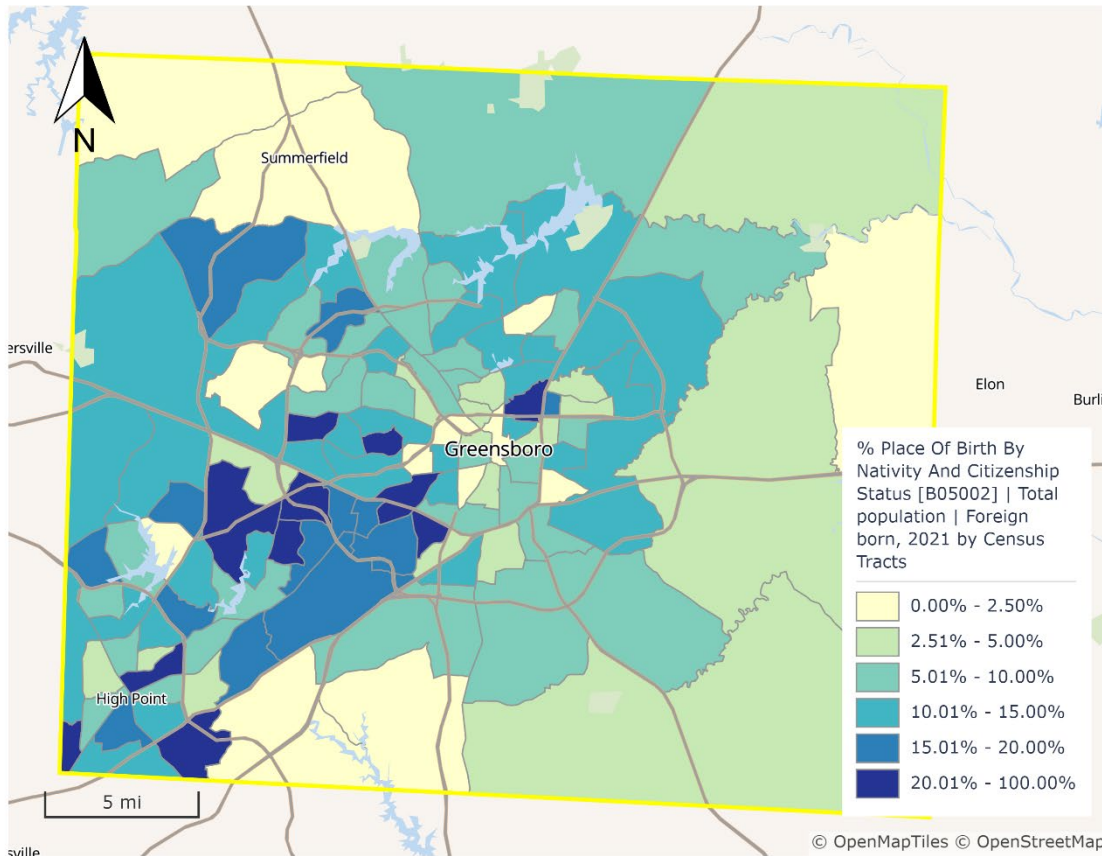 N
Summerfield
ersville
Elon
Burli
Greensboro
High Point
5 mi
% Place Of Birth By
Nativity And Citizenship
Status [B05002] | Total
population | Foreign
born, 2021 by Census
Tracts
0.00% - 2.50%
2.51% - 5.00%
5.01% - 10.00%
10.01% - 15.00%
15.01% - 20.00%
20.01% - 100.00%
ersville
© OpenMapTiles © OpenStreetMap